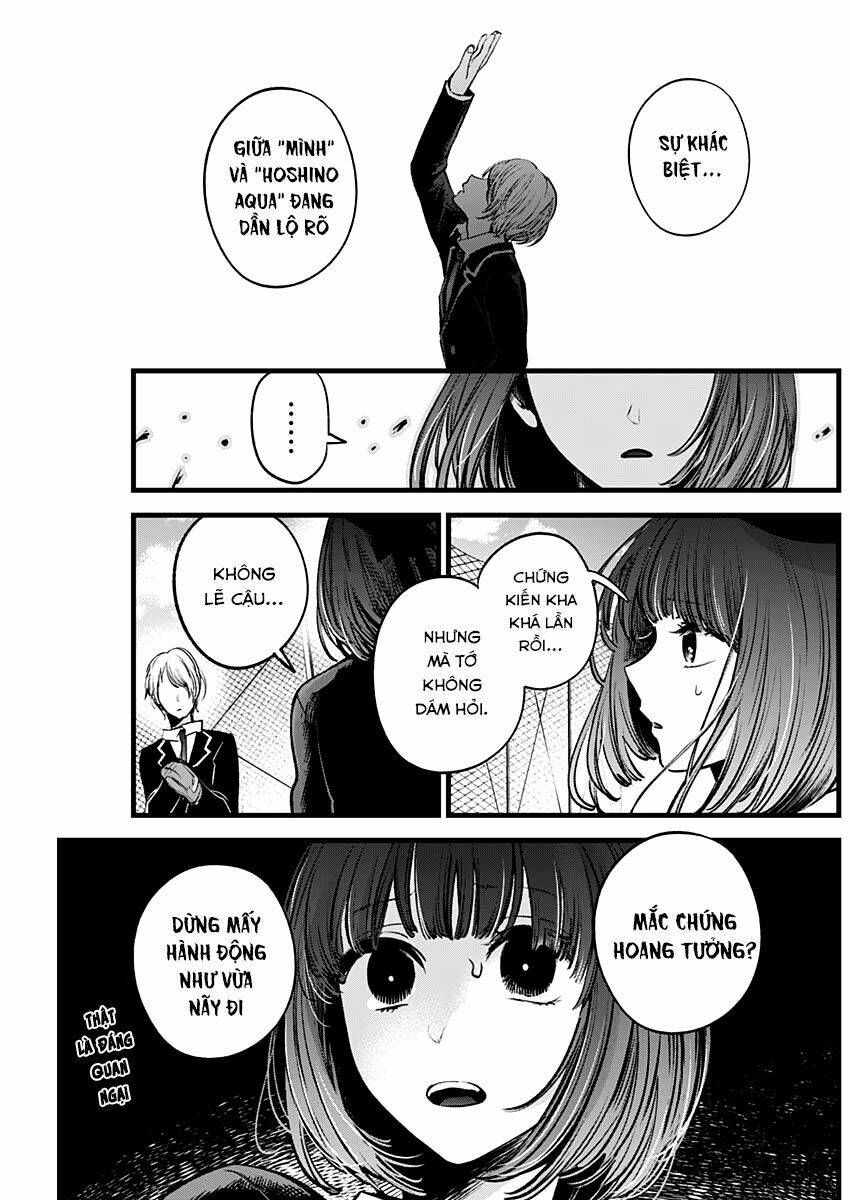 SỰ KHÁC
BIỆT...
GIỮA "MÌNH"
VÀ "HOSHINO
AQUA" ĐANG
DẦN LỘ RÕ
......
CHỨNG
KIẾN KHA
KHÁ LẦN
RỒI...
NHƯNG
MÀ TỚ
KHÔNG
DÁM HỎI.
KHÔNG
LẼ CẬU...
MẮC CHỨNG
HOANG TƯỞNG?
DỪNG MẤY
HÀNH ĐỘNG
NHƯ VỪA
NÃY ĐI
THẬT
LÀ ĐÁNG
QUAN
NGẠI